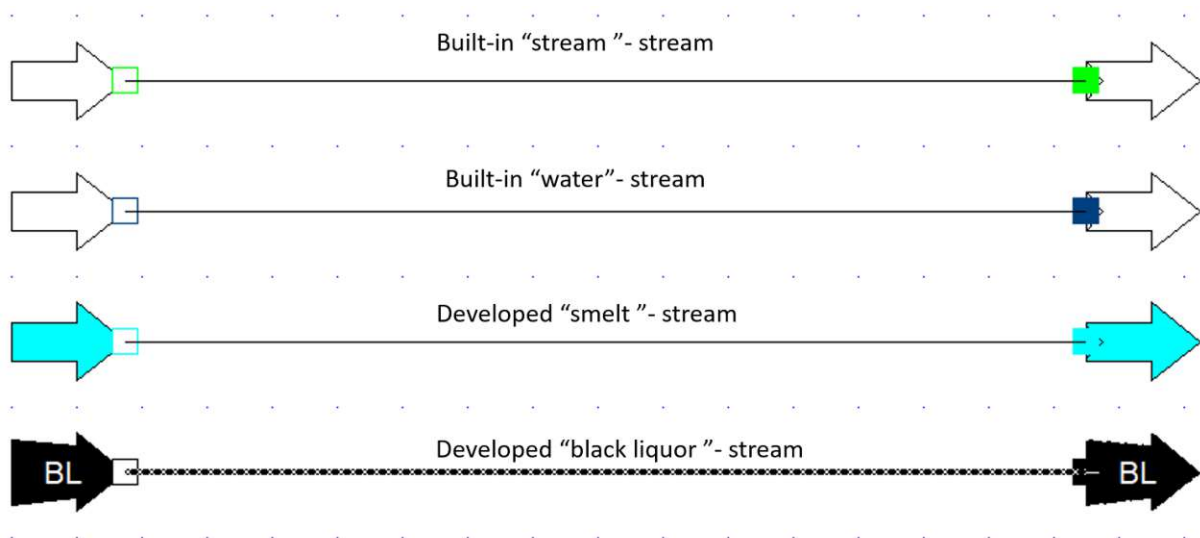 Built-in “stream ”- stream
Built-in “water”- stream
Developed “smelt ”- stream
Developed “black liquor ”- stream
BL
BL